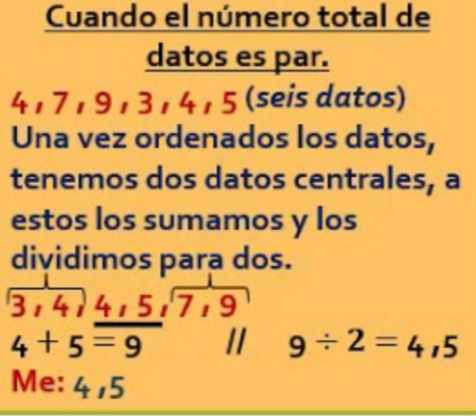 Cuando el número total de
datos es par.
4,7,9,3,4,5 (seis datos)
Una vez ordenados los datos,
tenemos dos datos centrales, a
estos los sumamos y los
dividimos para dos.
3,4,4,5,7,9
4 + 5 = 9 // 9 ÷ 2 = 4,5
Me: 4,5